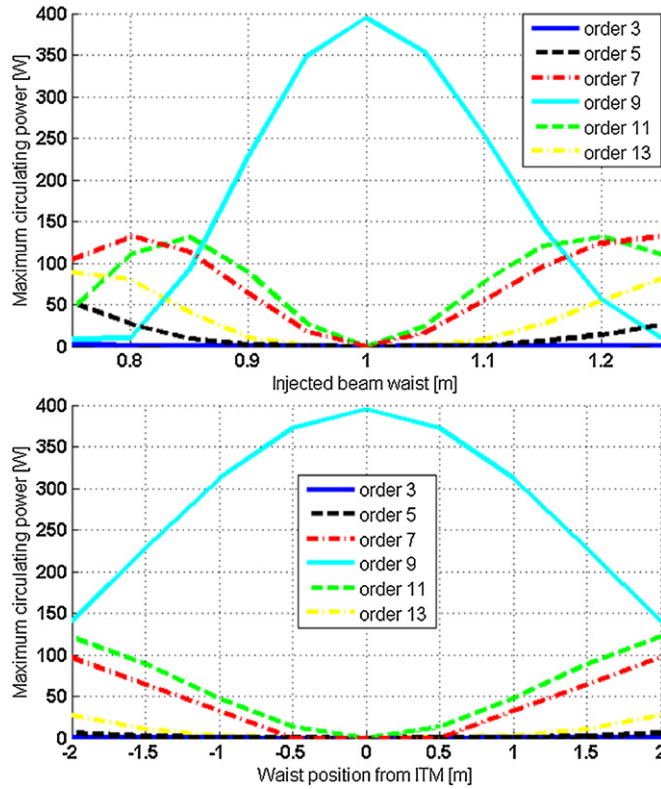 400
350
300
250
200
150
100
50
0
Maximum circulating power [W]
order 3
order 5
order 7
order 9
order 11
order 13
0.8 0.9 1 1.1 1.2
Injected beam waist [m]
400
350
300
250
200
150
100
50
0
Maximum circulating power [W]
order 3
order 5
order 7
order 9
order 11
order 13
-2 -1.5 -1 -0.5 0 0.5 1 1.5 2
Waist position from ITM [m]